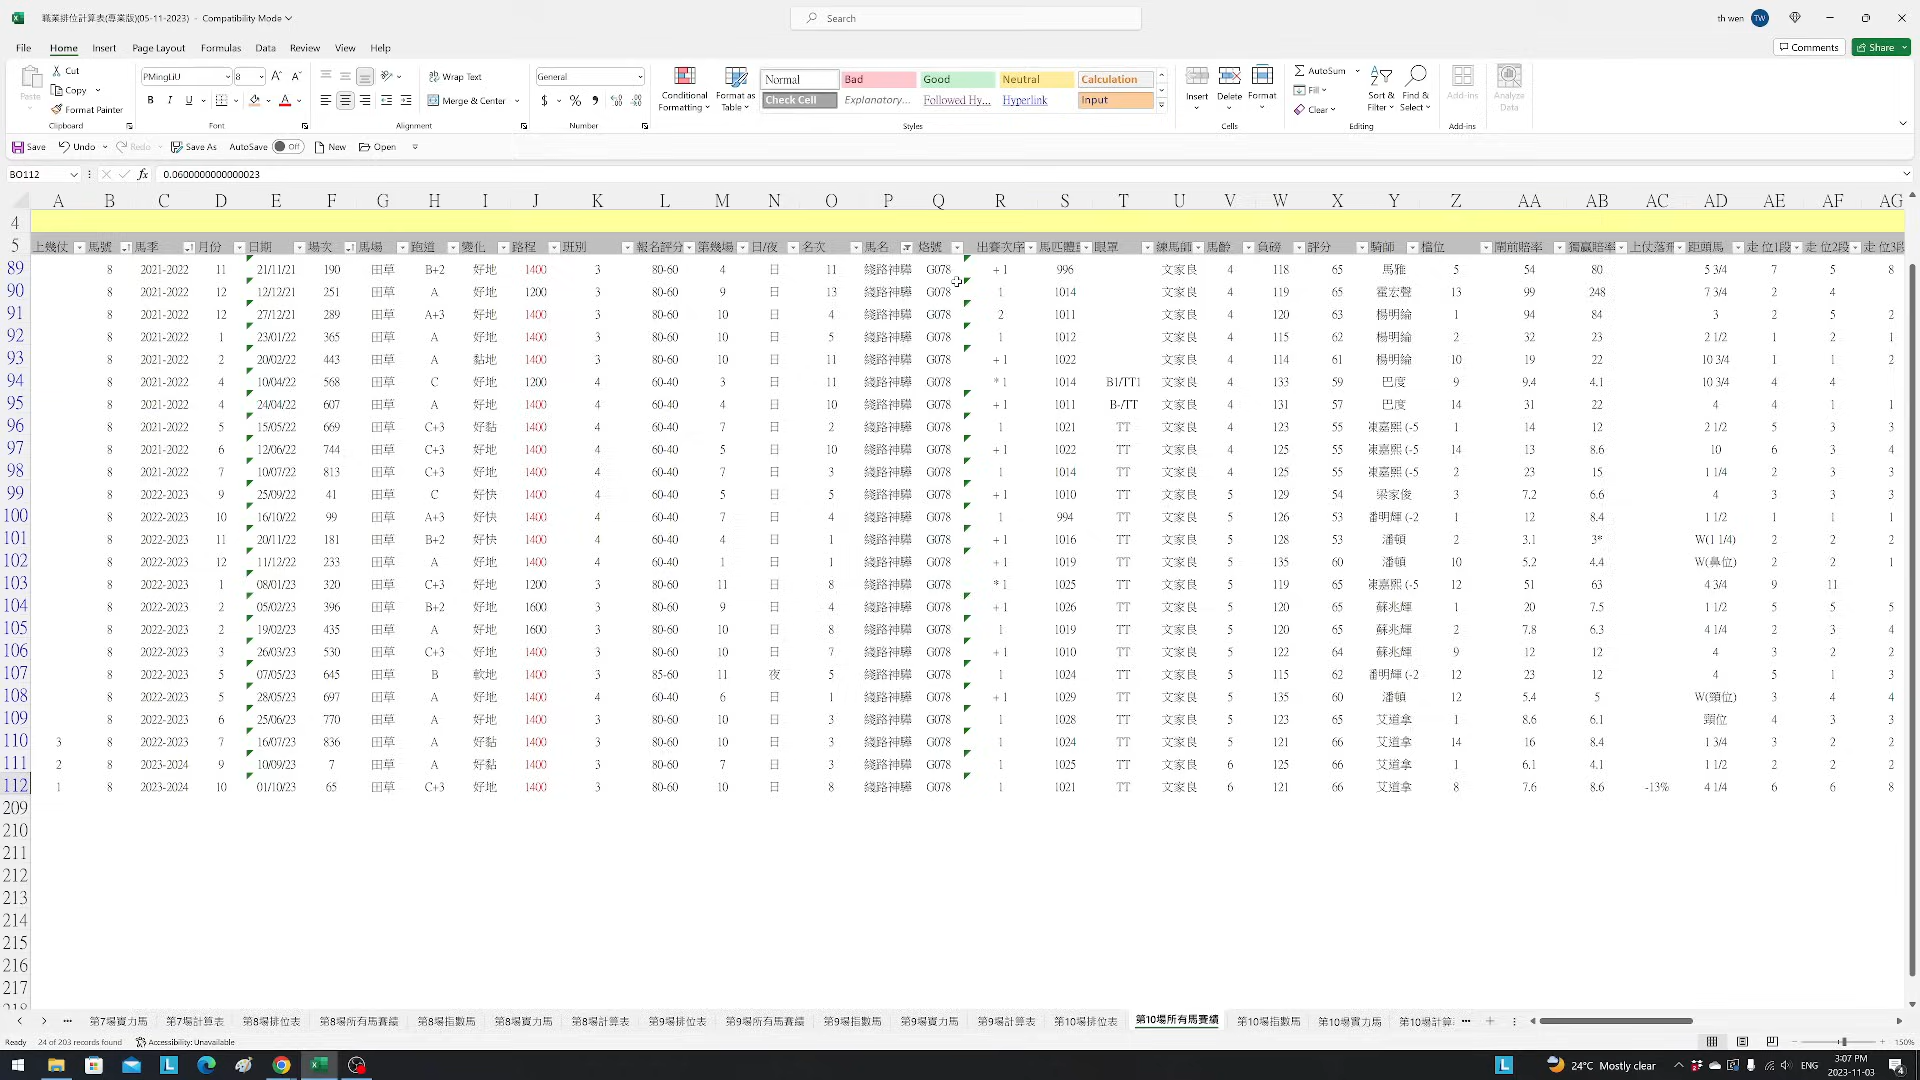 職業排位計算表(專業版)(05-11-2023) - Compatibility Mode
Search
th wen TW
File Home Insert Page Layout Formulas Data Review View Help Comments Share
Paste Cut Copy Format Painter Clipboard
PMingLiU 8 Font
Wrap Text Merge & Center Alignment
General Number
Conditional Formatting Format as Table
Normal Bad Good Neutral Calculation
Check Cell Explanatory... Followed Hy... Hyperlink Input
Styles
Insert Delete Format Cells
AutoSum Fill Clear Sort & Filter Find & Select Editing
Add-ins Add-ins Analyze Data
Save Undo Redo Save As AutoSave Off New Open
BO112 fx 0.0600000000000023
A B C D E F G H I J K L M N O P Q R S T U V W X Y Z AA AB AC AD AE AF AG
4
5 上幾仗 馬號 馬季 月份 日期 場次 馬場 跑道 變化 路程 班別 報名評分 第幾場 日/夜 名次 馬名 烙號 出賽次序 馬匹體重 眼罩 練馬師 馬齡 負磅 評分 騎師 檔位 開前賠率 獨贏賠率 上仗落飛 距頭馬 走位1段 走位2段 走位3段
89 8 2021-2022 11 21/11/21 190 田草 B+2 好地 1400 3 80-60 4 日 11 綫路神驊 G078 + 1 996 文家良 4 118 65 馬雅 5 54 80 5 3/4 7 5 8
90 8 2021-2022 12 12/12/21 251 田草 A 好地 1200 3 80-60 9 日 13 綫路神驊 G078 1 1014 文家良 4 119 65 霍宏聲 13 99 248 7 3/4 2 4
91 8 2021-2022 12 27/12/21 289 田草 A+3 好地 1400 3 80-60 10 日 4 綫路神驊 G078 2 1011 文家良 4 120 63 楊明綸 1 94 84 3 2 5 2
92 8 2021-2022 1 23/01/22 365 田草 A 好地 1400 3 80-60 10 日 5 綫路神驊 G078 1 1012 文家良 4 115 62 楊明綸 2 32 23 2 1/2 1 2 1
93 8 2021-2022 2 20/02/22 443 田草 A 黏地 1400 3 80-60 10 日 11 綫路神驊 G078 + 1 1022 文家良 4 114 61 楊明綸 10 19 22 10 3/4 1 1 2
94 8 2021-2022 4 10/04/22 568 田草 C 好地 1200 4 60-40 3 日 11 綫路神驊 G078 * 1 1014 B1/TT1 文家良 4 133 59 巴度 9 9.4 4.1 10 3/4 4 4
95 8 2021-2022 4 24/04/22 607 田草 A 好地 1400 4 60-40 4 日 10 綫路神驊 G078 + 1 1011 B-/TT 文家良 4 131 57 巴度 14 31 22 4 4 1 1
96 8 2021-2022 5 15/05/22 669 田草 C+3 好黏 1400 4 60-40 7 日 2 綫路神驊 G078 1 1021 TT 文家良 4 123 55 陳嘉熙 (-5 1 14 12 2 1/2 5 3 3
97 8 2021-2022 6 12/06/22 744 田草 C+3 好地 1400 4 60-40 5 日 10 綫路神驊 G078 + 1 1022 TT 文家良 4 125 55 陳嘉熙 (-5 14 13 8.6 10 6 3 4
98 8 2021-2022 7 10/07/22 813 田草 C+3 好地 1400 4 60-40 7 日 3 綫路神驊 G078 1 1014 TT 文家良 4 125 55 陳嘉熙 (-5 2 23 15 1 1/4 2 3 3
99 8 2022-2023 9 25/09/22 41 田草 C 好快 1400 4 60-40 5 日 5 綫路神驊 G078 + 1 1010 TT 文家良 5 129 54 梁家俊 3 7.2 6.6 4 3 3 3
100 8 2022-2023 10 16/10/22 99 田草 A+3 好快 1400 4 60-40 7 日 4 綫路神驊 G078 1 994 TT 文家良 5 126 53 潘明輝 (-2 1 12 8.4 1 1/2 1 1 1
101 8 2022-2023 11 20/11/22 181 田草 B+2 好快 1400 4 60-40 4 日 1 綫路神驊 G078 + 1 1016 TT 文家良 5 128 53 潘頓 2 3.1 3* W(1 1/4) 2 2 2
102 8 2022-2023 12 11/12/22 233 田草 A 好地 1400 4 60-40 1 日 1 綫路神驊 G078 + 1 1019 TT 文家良 5 135 60 潘頓 10 5.2 4.4 W(鼻位) 2 2 1
103 8 2022-2023 1 08/01/23 320 田草 C+3 好地 1200 3 80-60 11 日 8 綫路神驊 G078 * 1 1025 TT 文家良 5 119 65 陳嘉熙 (-5 12 51 63 4 3/4 9 11
104 8 2022-2023 2 05/02/23 396 田草 B+2 好地 1600 3 80-60 9 日 4 綫路神驊 G078 + 1 1026 TT 文家良 5 120 65 蘇兆輝 1 20 7.5 1 1/2 5 5 5
105 8 2022-2023 2 19/02/23 435 田草 A 好地 1600 3 80-60 10 日 8 綫路神驊 G078 1 1019 TT 文家良 5 120 65 蘇兆輝 2 7.8 6.3 4 1/4 2 3 4
106 8 2022-2023 3 26/03/23 530 田草 C+3 好地 1400 3 80-60 10 日 7 綫路神驊 G078 + 1 1010 TT 文家良 5 122 64 蘇兆輝 9 12 12 4 3 2 2
107 8 2022-2023 5 07/05/23 645 田草 B 軟地 1400 3 85-60 11 夜 5 綫路神驊 G078 1 1024 TT 文家良 5 115 62 潘明輝 (-2 12 23 12 4 5 1 3
108 8 2022-2023 5 28/05/23 697 田草 A 好地 1400 4 60-40 6 日 1 綫路神驊 G078 + 1 1029 TT 文家良 5 135 60 潘頓 12 5.4 5 W(頸位) 3 4 4
109 8 2022-2023 6 25/06/23 770 田草 A 好地 1400 3 80-60 10 日 3 綫路神驊 G078 1 1028 TT 文家良 5 123 65 艾道拿 1 8.6 6.1 頸位 4 3 3
110 3 8 2022-2023 7 16/07/23 836 田草 A 好黏 1400 3 80-60 10 日 3 綫路神驊 G078 1 1024 TT 文家良 5 121 66 艾道拿 14 16 8.4 1 3/4 3 2 2
111 2 8 2023-2024 9 10/09/23 7 田草 A 好黏 1400 3 80-60 7 日 3 綫路神驊 G078 1 1025 TT 文家良 6 125 66 艾道拿 1 6.1 4.1 1 1/2 2 2 2
112 1 8 2023-2024 10 01/10/23 65 田草 C+3 好地 1400 3 80-60 10 日 8 綫路神驊 G078 1 1021 TT 文家良 6 121 66 艾道拿 8 7.6 8.6 -13% 4 1/4 6 6 8
209
210
211
212
213
214
215
216
217
218
第7場實力馬 第7場計算表 第8場排位表 第8場所有馬賽績 第8場指數馬 第8場實力馬 第8場計算表 第9場排位表 第9場所有馬賽績 第9場指數馬 第9場實力馬 第9場計算表 第10場排位表 第10場所有馬賽績 第10場指數馬 第10場實力馬 第10場計算
Ready 24 of 203 records found Accessibility: Unavailable 150%
24°C Mostly clear ENG 3:07 PM
2023-11-03